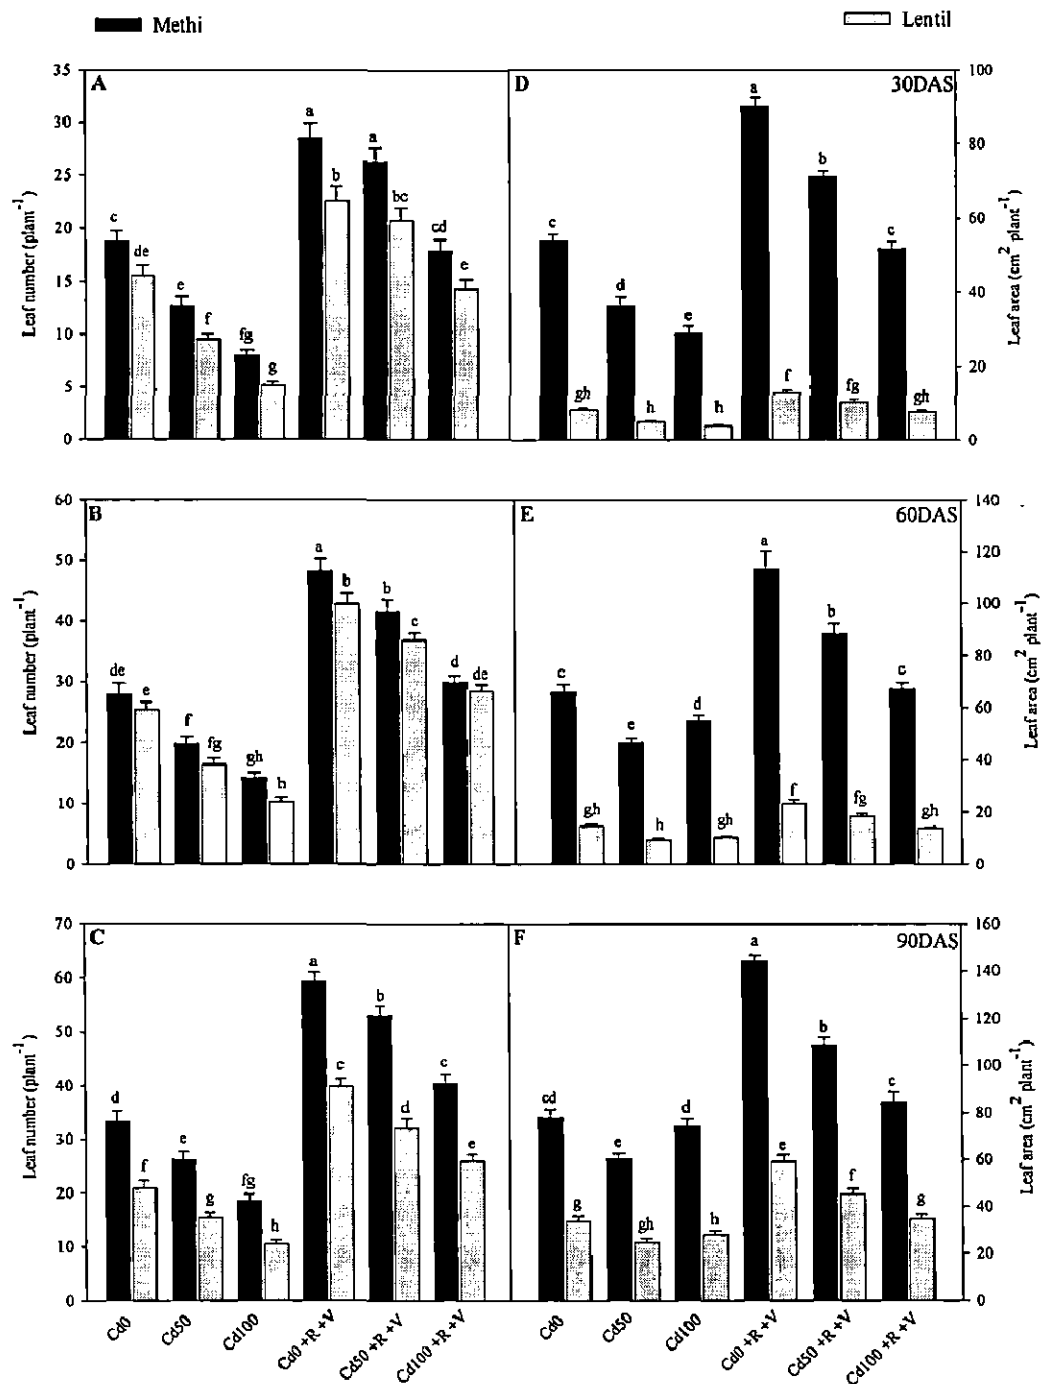 Methi
Lentil
A
35
30
25
20
15
10
5
0
Leaf number (plant⁻¹)
c
de
e
f
fg
g
a
b
a
bc
cd
e
D
30DAS
100
80
60
40
20
0
Leaf area (cm² plant⁻¹)
c
gh
d
h
e
h
a
f
b
fg
c
gh
B
60
50
40
30
20
10
0
Leaf number (plant⁻¹)
de
e
f
fg
gh
h
a
b
b
c
d
de
E
60DAS
140
120
100
80
60
40
20
0
Leaf area (cm² plant⁻¹)
c
gh
e
h
d
gh
a
f
b
fg
c
gh
C
70
60
50
40
30
20
10
0
Leaf number (plant⁻¹)
d
f
e
g
fg
h
a
c
b
d
c
e
F
90DAS
160
140
120
100
80
60
40
20
0
Leaf area (cm² plant⁻¹)
cd
g
e
gh
d
h
a
e
b
f
c
g
Cd0
Cd50
Cd100
Cd0 +R +V
Cd50 +R +V
Cd100 +R +V
Cd0
Cd50
Cd100
Cd0 +R +V
Cd50 +R +V
Cd100 +R +V